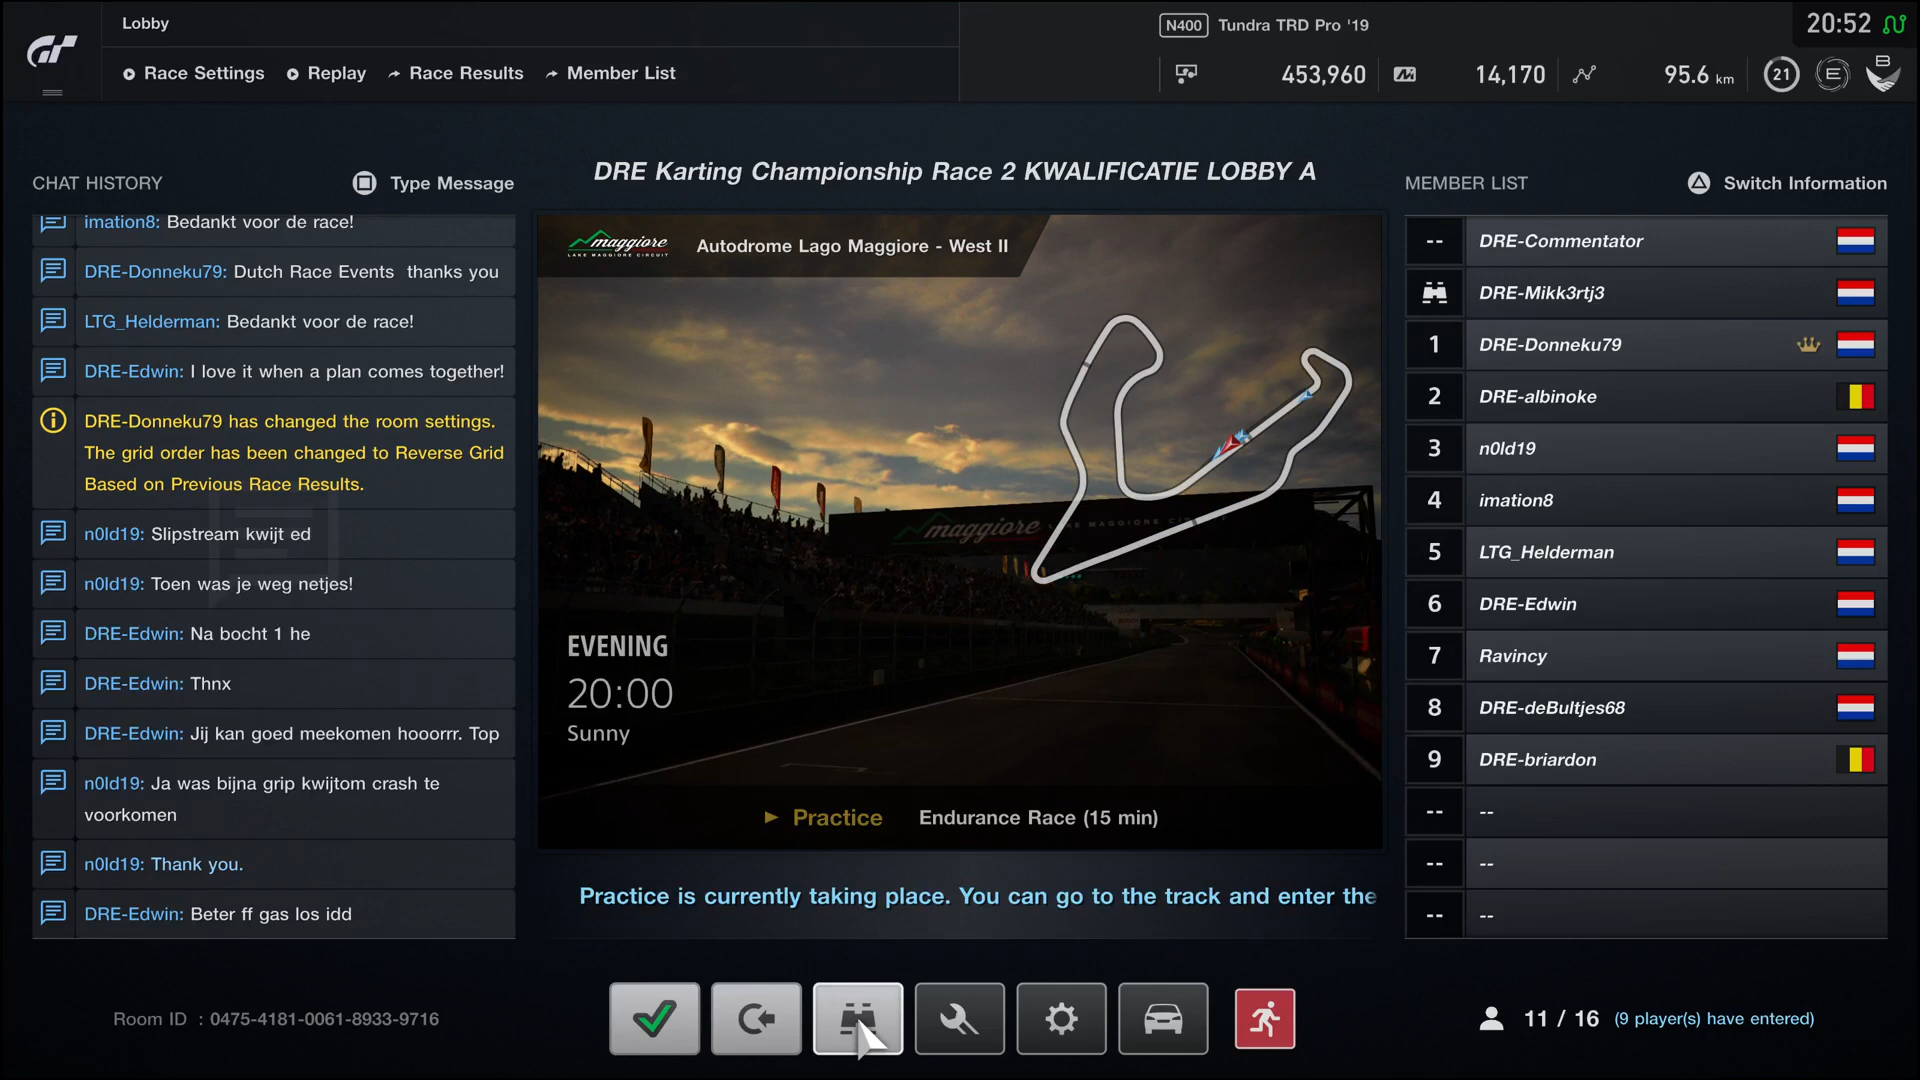 Lobby
N400 Tundra TRD Pro '19
20:52
Race Settings Replay Race Results Member List
453,960 14,170 95.6 km 21 E B
DRE Karting Championship Race 2 KWALIFICATIE LOBBY A
CHAT HISTORY Type Message
imation8: Bedankt voor de race!
DRE-Donneku79: Dutch Race Events thanks you
LTG_Helderman: Bedankt voor de race!
DRE-Edwin: I love it when a plan comes together!
DRE-Donneku79 has changed the room settings.
The grid order has been changed to Reverse Grid
Based on Previous Race Results.
n0ld19: Slipstream kwijt ed
n0ld19: Toen was je weg netjes!
DRE-Edwin: Na bocht 1 he
DRE-Edwin: Thnx
DRE-Edwin: Jij kan goed meekomen hooorrr. Top
n0ld19: Ja was bijna grip kwijtom crash te
voorkomen
n0ld19: Thank you.
DRE-Edwin: Beter ff gas los idd
maggiore
LAKE MAGGIORE CIRCUIT
Autodrome Lago Maggiore - West II
maggiore LAKE MAGGIORE CIRCUIT
EVENING
20:00
Sunny
Practice Endurance Race (15 min)
Practice is currently taking place. You can go to the track and enter the
MEMBER LIST Switch Information
-- DRE-Commentator
DRE-Mikk3rtj3
1 DRE-Donneku79
2 DRE-albinoke
3 n0ld19
4 imation8
5 LTG_Helderman
6 DRE-Edwin
7 Ravincy
8 DRE-deBultjes68
9 DRE-briardon
-- --
-- --
-- --
Room ID : 0475-4181-0061-8933-9716
11 / 16 (9 player(s) have entered)